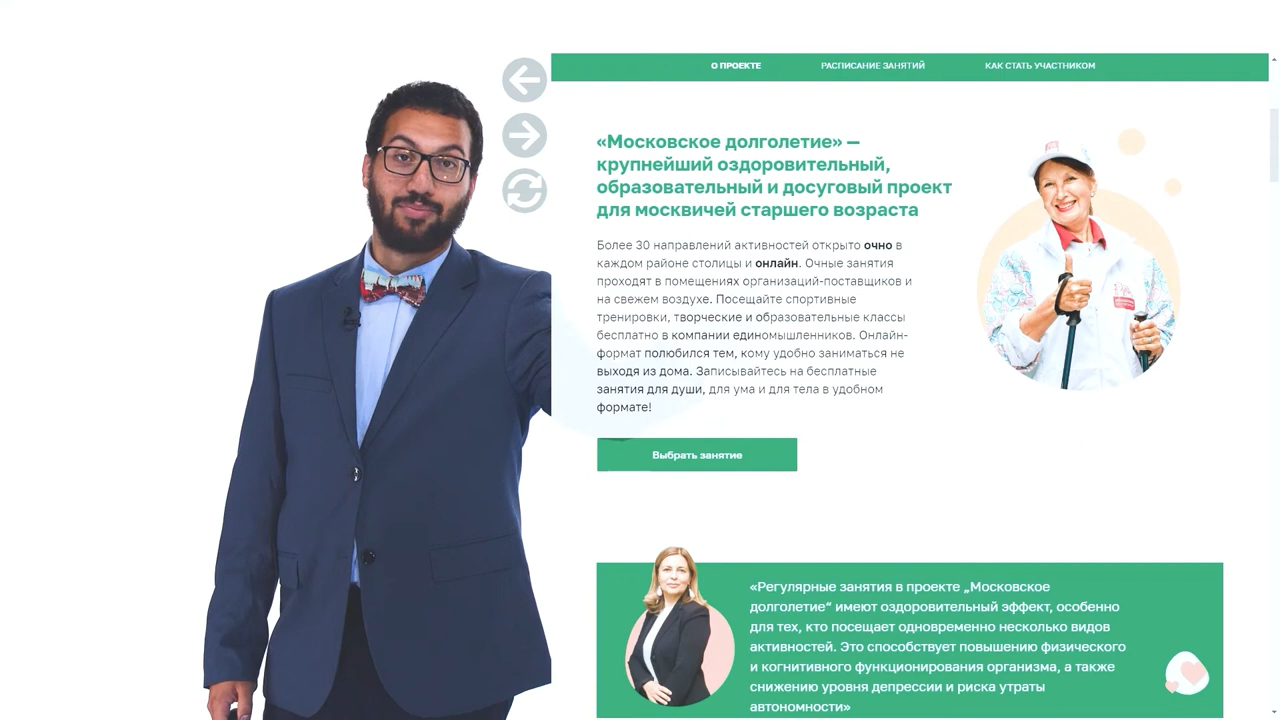 О ПРОЕКТЕ
РАСПИСАНИЕ ЗАНЯТИЙ
КАК СТАТЬ УЧАСТНИКОМ
«Московское долголетие» —
крупнейший оздоровительный,
образовательный и досуговый проект
для москвичей старшего возраста
Более 30 направлений активностей открыто очно в
каждом районе столицы и онлайн. Очные занятия
проходят в помещениях организаций-поставщиков и
на свежем воздухе. Посещайте спортивные
тренировки, творческие и образовательные классы
бесплатно в компании единомышленников. Онлайн-
формат полюбился тем, кому удобно заниматься не
выходя из дома. Записывайтесь на бесплатные
занятия для души, для ума и для тела в удобном
формате!
Выбрать занятие
«Регулярные занятия в проекте „Московское
долголетие“ имеют оздоровительный эффект, особенно
для тех, кто посещает одновременно несколько видов
активностей. Это способствует повышению физического
и когнитивного функционирования организма, а также
снижению уровня депрессии и риска утраты
автономности»